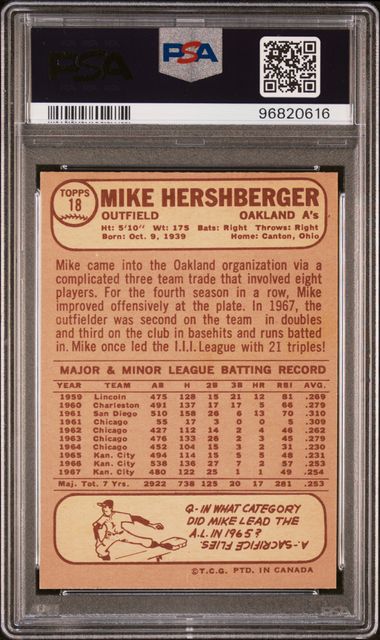 PSA
PSA
96820616
TOPPS
18
MIKE HERSHBERGER
OUTFIELD OAKLAND A's
Ht: 5'10" Wt: 175 Bats: Right Throws: Right
Born: Oct. 9, 1939 Home: Canton, Ohio
Mike came into the Oakland organization via a
complicated three team trade that involved eight
players. For the fourth season in a row, Mike
improved offensively at the plate. In 1967, the
outfielder was second on the team in doubles
and third on the club in basehits and runs batted
in. Mike once led the I.I.I. League with 21 triples!
MAJOR & MINOR LEAGUE BATTING RECORD
YEAR TEAM AB H 2B 3B HR RBI AVG.
1959 Lincoln 475 128 15 21 12 81 .269
1960 Charleston 491 137 17 17 5 66 .279
1961 San Diego 510 158 26 6 13 70 .310
1961 Chicago 55 17 3 0 0 5 .309
1962 Chicago 427 112 14 2 4 46 .262
1963 Chicago 476 133 26 2 3 45 .279
1964 Chicago 452 104 15 3 2 31 .230
1965 Kan. City 494 114 15 5 5 48 .231
1966 Kan. City 538 136 27 7 2 57 .253
1967 Kan. City 480 122 25 1 1 49 .254
Maj. Tot. 7 Yrs. 2922 738 125 20 17 281 .253
Q- IN WHAT CATEGORY
DID MIKE LEAD THE
A.L. IN 1965?
A- SACRIFICE FLIES.
©T.C.G. PTD. IN CANADA